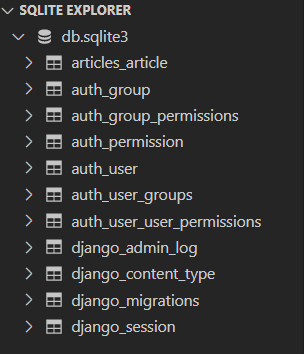 SQLITE EXPLORER
db.sqlite3
articles_article
auth_group
auth_group_permissions
auth_permission
auth_user
auth_user_groups
auth_user_user_permissions
django_admin_log
django_content_type
django_migrations
django_session